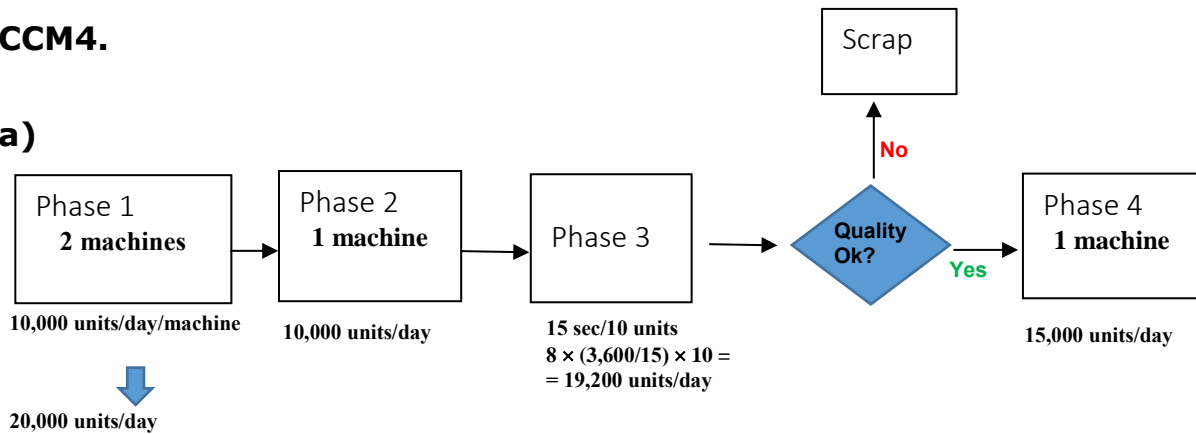 CCM4.
a)
Scrap
No
Phase 1
2 machines
Phase 2
1 machine
Phase 3
Quality
Ok?
Yes
Phase 4
1 machine
10,000 units/day/machine
20,000 units/day
10,000 units/day
15 sec/10 units
8 × (3,600/15) × 10 =
= 19,200 units/day
15,000 units/day